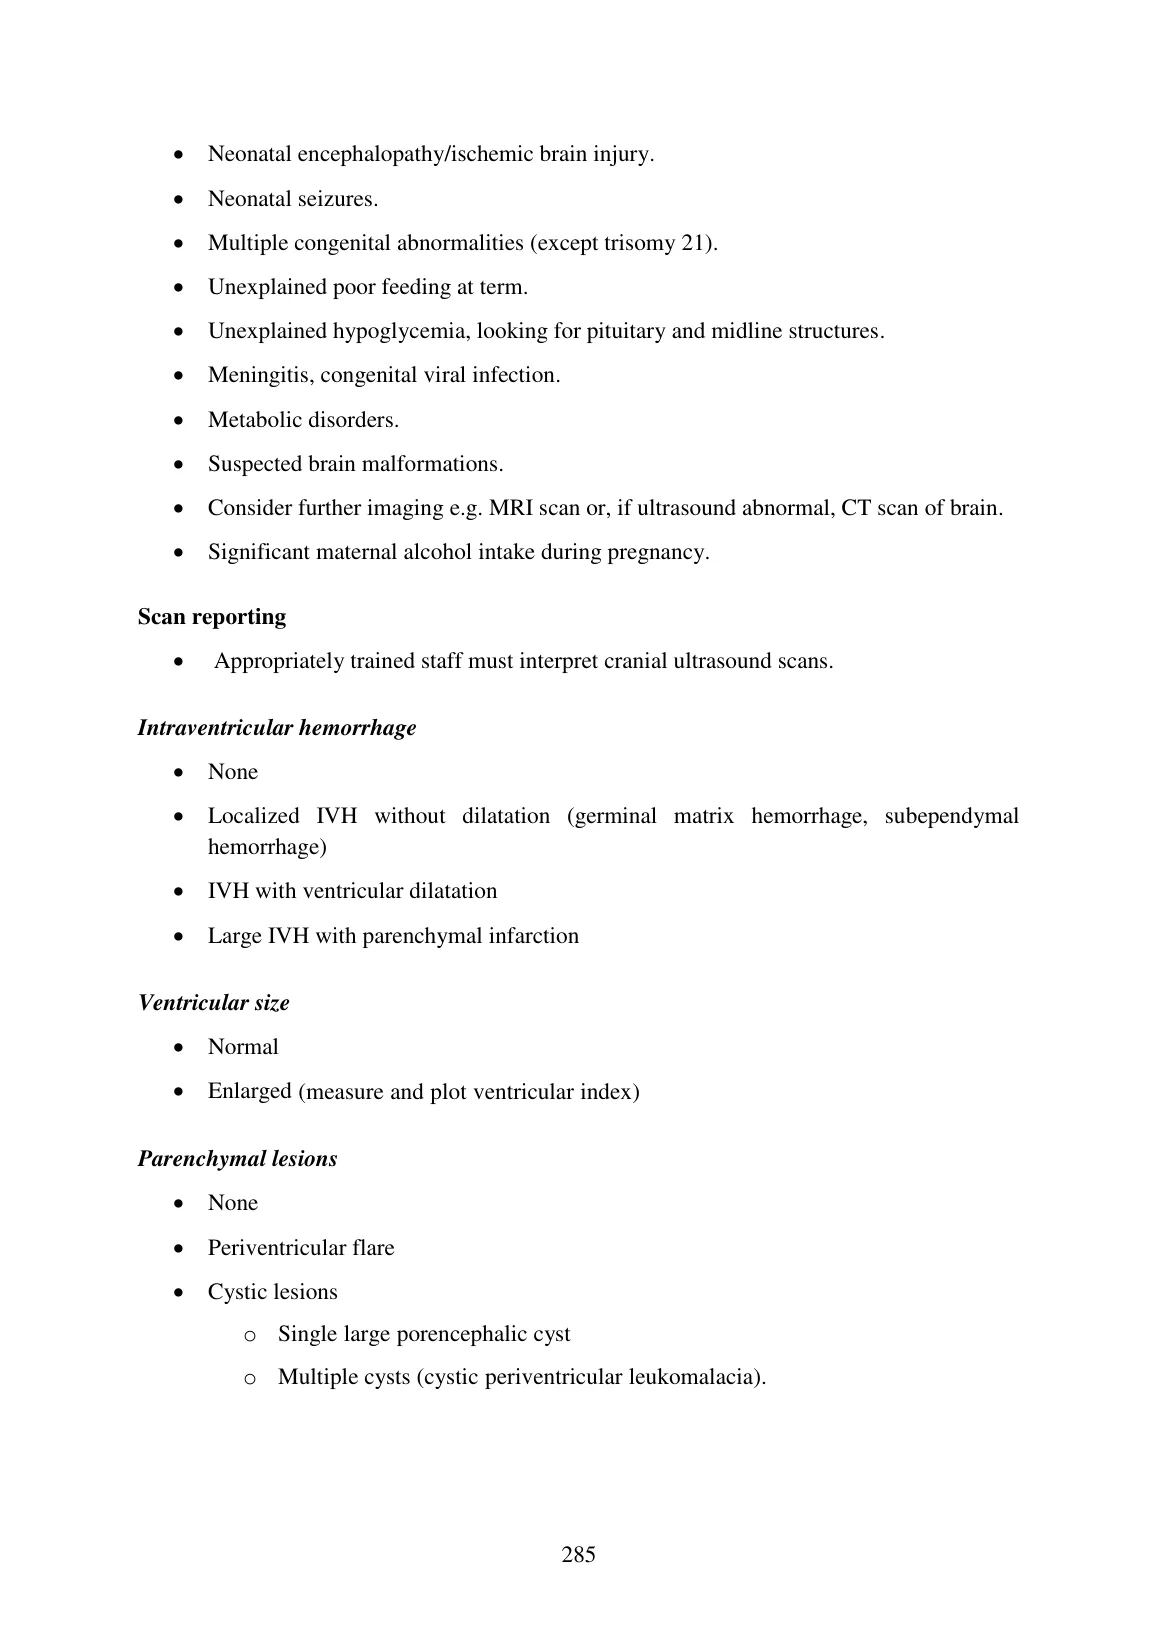 • Neonatal encephalopathy/ischemic brain injury.
• Neonatal seizures.
• Multiple congenital abnormalities (except trisomy 21).
• Unexplained poor feeding at term.
• Unexplained hypoglycemia, looking for pituitary and midline structures.
• Meningitis, congenital viral infection.
• Metabolic disorders.
• Suspected brain malformations.
• Consider further imaging e.g. MRI scan or, if ultrasound abnormal, CT scan of brain.
• Significant maternal alcohol intake during pregnancy.
Scan reporting
• Appropriately trained staff must interpret cranial ultrasound scans.
Intraventricular hemorrhage
• None
• Localized IVH without dilatation (germinal matrix hemorrhage, subependymal
hemorrhage)
• IVH with ventricular dilatation
• Large IVH with parenchymal infarction
Ventricular size
• Normal
• Enlarged (measure and plot ventricular index)
Parenchymal lesions
• None
• Periventricular flare
• Cystic lesions
o Single large porencephalic cyst
o Multiple cysts (cystic periventricular leukomalacia).
285